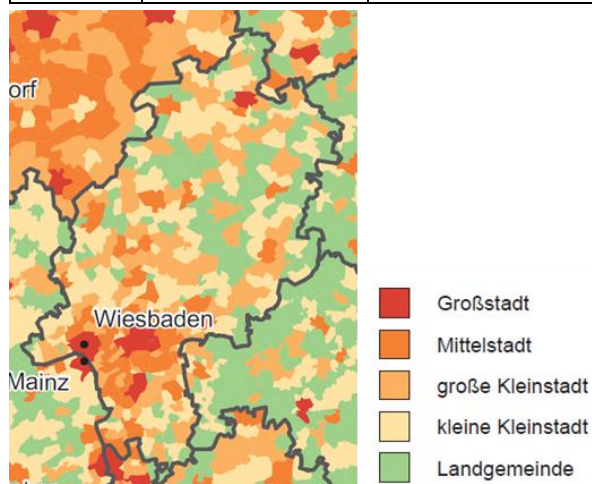 orf
Wiesbaden
Mainz
Großstadt
Mittelstadt
große Kleinstadt
kleine Kleinstadt
Landgemeinde